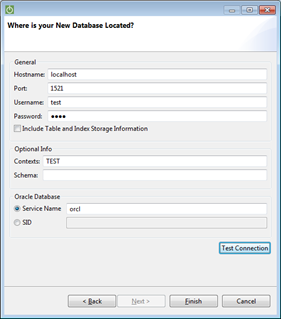 Where is your New Database Located?
General
Hostname: localhost
Port: 1521
Username: test
Password: ●●●●
Include Table and Index Storage Information
Optional Info
Contexts: TEST
Schema:
Oracle Database
Service Name orcl
SID
Test Connection
< Back Next > Finish Cancel